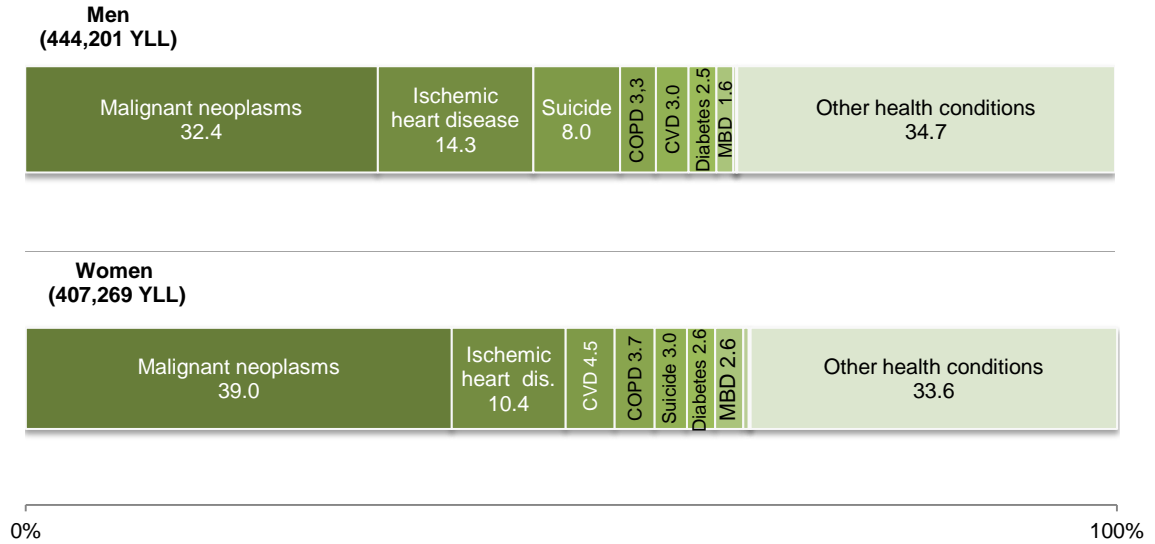 Men
(444,201 YLL)
Malignant neoplasms
32.4
Ischemic
heart disease
14.3
Suicide
8.0
COPD 3,3
CVD 3.0
Diabetes 2.5
MBD 1.6
Other health conditions
34.7
Women
(407,269 YLL)
Malignant neoplasms
39.0
Ischemic
heart dis.
10.4
CVD 4.5
COPD 3.7
Suicide 3.0
Diabetes 2.6
MBD 2.6
Other health conditions
33.6
0%
100%